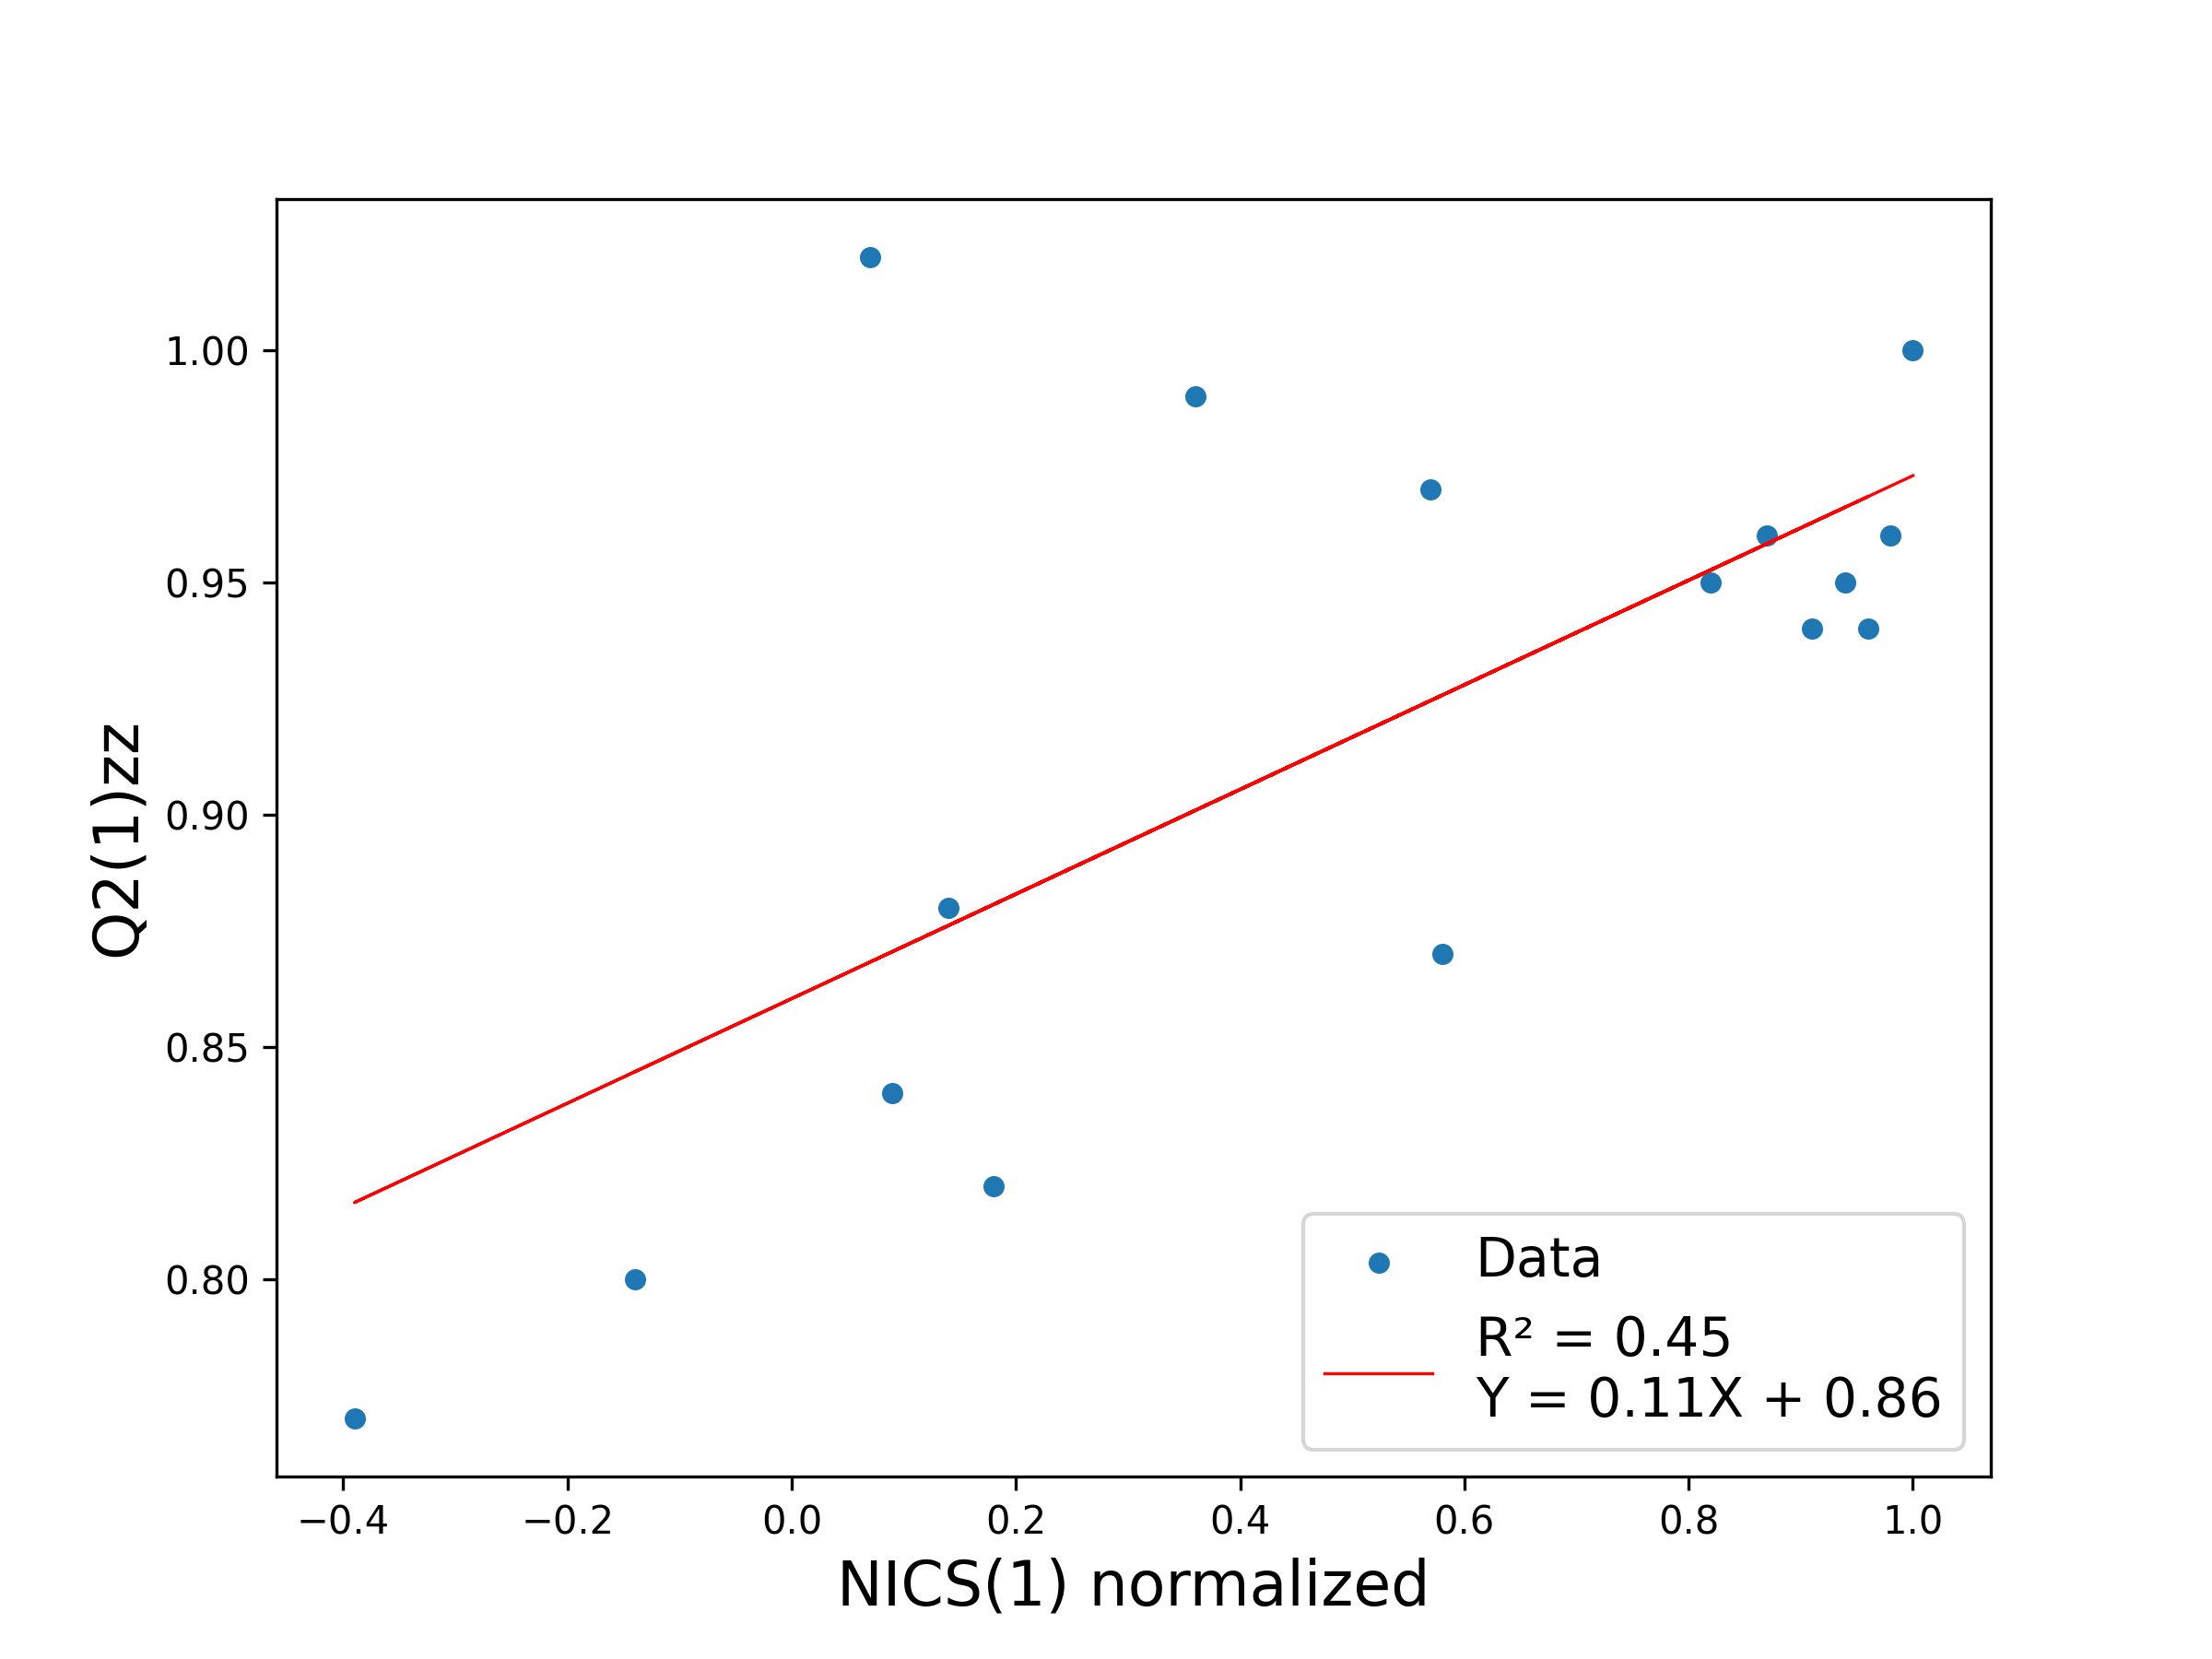 1.00
0.95
0.90
0.85
0.80
Q2(1)zz
Data
R² = 0.45
Y = 0.11X + 0.86
−0.4 −0.2 0.0 0.2 0.4 0.6 0.8 1.0
NICS(1) normalized